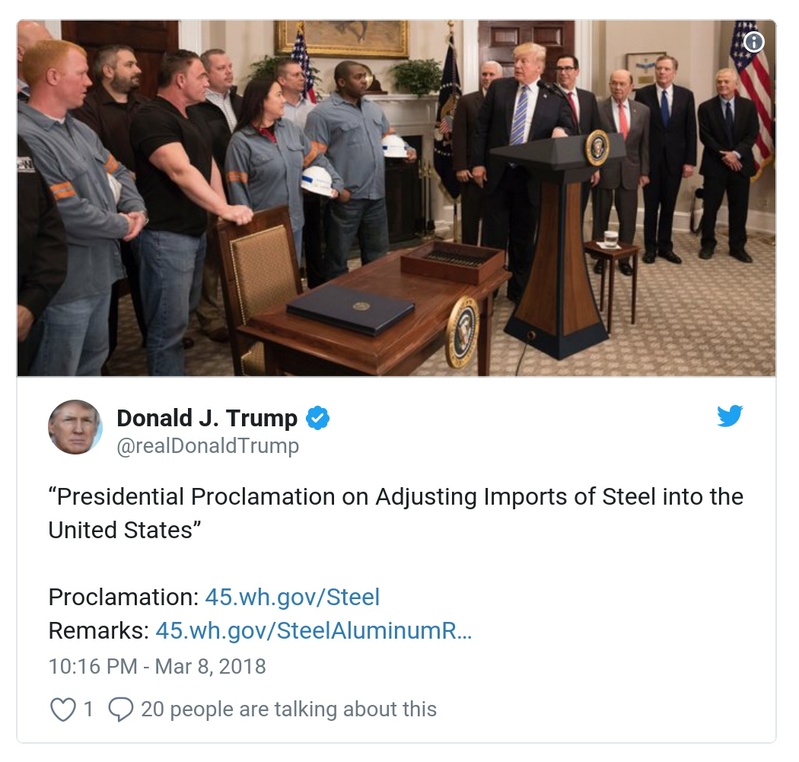 Donald J. Trump
@realDonaldTrump
“Presidential Proclamation on Adjusting Imports of Steel into the
United States”
Proclamation: 45.wh.gov/Steel
Remarks: 45.wh.gov/SteelAluminumR…
10:16 PM - Mar 8, 2018
1 20 people are talking about this